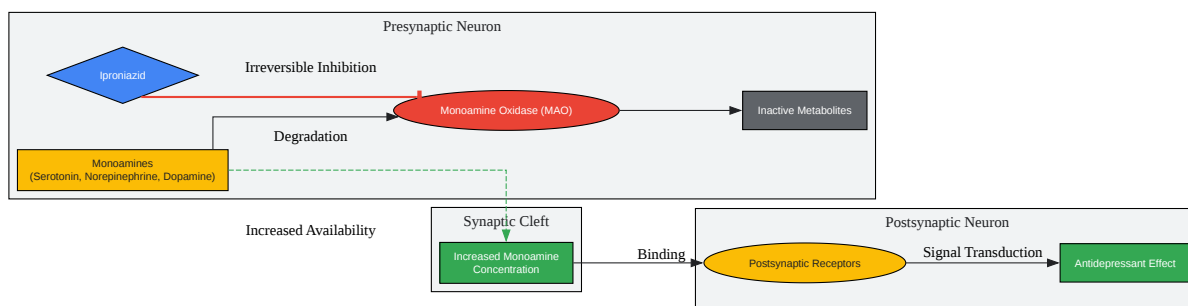 Presynaptic Neuron
Iproniazid
Irreversible Inhibition
Monoamine Oxidase (MAO)
Inactive Metabolites
Degradation
Monoamines
(Serotonin, Norepinephrine, Dopamine)
Increased Availability
Synaptic Cleft
Increased Monoamine
Concentration
Binding
Postsynaptic Neuron
Postsynaptic Receptors
Signal Transduction
Antidepressant Effect